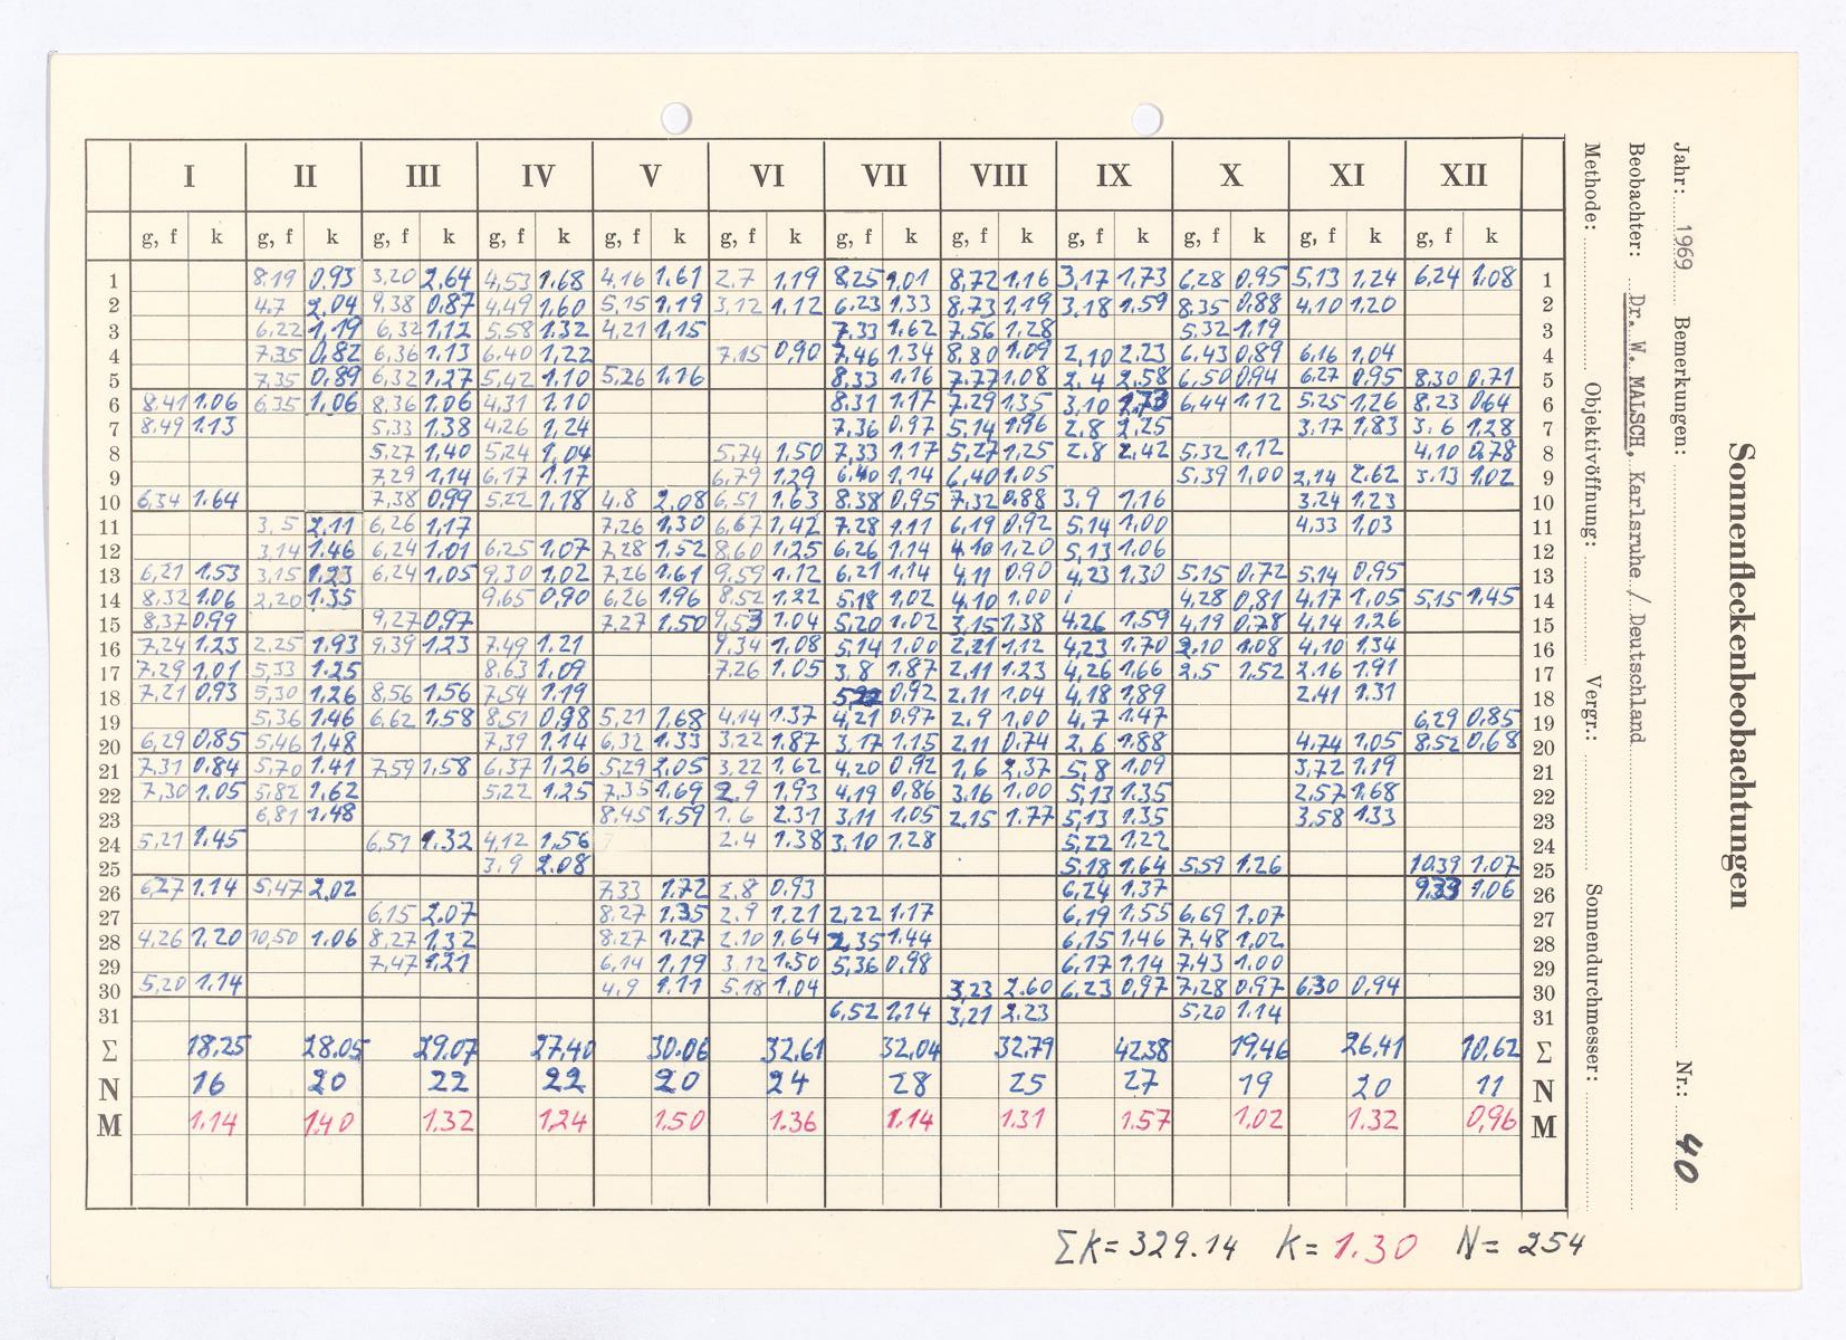 Sonnenfleckenbeobachtungen
Jahr: 1969 Bemerkungen: Nr.: 40
Beobachter: Dr. W. MALSCH, Karlsruhe / Deutschland
Methode: Objektivöffnung: Vergr.: Sonnendurchmesser:
I II III IV V VI VII VIII IX X XI XII
g, f k g, f k g, f k g, f k g, f k g, f k g, f k g, f k g, f k g, f k g, f k g, f k
1 8.19 0.93 3,20 2,64 4,53 1.68 4.16 1.61 2.7 1,19 8.25 1,01 8,72 1.16 3,17 1,73 6,28 0,95 5,13 1,24 6,24 1,08 1
2 4.7 2,04 9,38 0,87 4,49 1.60 5,15 1,19 3,12 1,12 6.23 1.33 8,73 1,19 3,18 1,59 8,35 0,88 4,10 1,20 2
3 6,22 1,19 6,32 1,12 5,58 1.32 4,21 1,15 7.33 1.62 7,56 1,28 5.32 1,19 3
4 7,35 0,82 6,36 1.13 6.40 1,22 7.15 0,90 7,46 1.34 8,80 1,09 2,10 2.23 6.43 0,89 6,16 1,04 4
5 7,35 0,89 6,32 1,27 5,42 1.10 5,26 1,16 8,33 1,16 7.77 1,08 2.4 2,58 6,50 0,94 6,27 0,95 8,30 0,71 5
6 8.41 1.06 6,35 1,06 8,36 1,06 4,31 1.10 8.31 1.17 7,29 1,35 3,10 1,73 6,44 1,12 5.25 1,26 8,23 0,64 6
7 8,49 1.13 5,33 1.38 4,26 1,24 7,36 0,97 5,14 1,96 2.8 2,25 3,17 1,83 3,6 1,28 7
8 5,27 1,40 5,24 1,04 5,74 1.50 7,33 1.17 5,27 1,25 2.8 2,42 5,32 1,12 4,10 0,78 8
9 7,29 1,14 6,17 1.17 6,79 1,29 6,40 1,14 6,40 1.05 5,39 1,00 2,14 2.62 3,13 1,02 9
10 6,34 1.64 7,38 0,99 5,22 1,18 4.8 2,08 6,51 1,63 8,38 0,95 7,32 0,88 3,9 1,16 3.24 1.23 10
11 3,5 2,11 6,26 1,17 7,26 1,30 6,67 1,42 7,28 1,11 6,19 0,92 5,14 1,00 4,33 1,03 11
12 3,14 1.46 6,24 1.01 6,25 1,07 7,28 1,52 8,60 1,25 6,26 1,14 4,10 1,20 5,13 1.06 12
13 6,21 1,53 3,15 1,23 6,24 1,05 9,30 1.02 7,26 1.61 9,59 1.12 6,21 1,14 4,11 0,90 4,23 1,30 5,15 0.72 5,14 0,95 13
14 8,32 1.06 2,20 1.35 9,65 0,90 6,26 1,96 8,52 1.22 5,18 1,02 4,10 1.00 4,28 0,81 4,17 1,05 5,15 1,45 14
15 8,37 0.99 9,27 0,97 7.27 1,50 9,53 1.04 5,20 1.02 3,15 1.38 4.26 1.59 4,19 0,78 4,14 1,26 15
16 7,24 1.23 2,25 1.93 9,39 1,23 7.49 1.21 9,34 1.08 5,14 1.00 2,21 1,12 4,23 1.70 2.10 1.08 4,10 1,34 16
17 7,29 1,01 5,33 1.25 8,63 1,09 7.26 1.05 3.8 1,87 2.11 1.23 4,26 1.66 2.5 1,52 2.16 1,91 17
18 7,21 0,93 5,30 1,26 8,56 1.56 7,54 1,19 0,92 2.11 1.04 4,18 1,89 2.41 1.31 18
19 5,36 1.46 6,62 1,58 8,51 0,98 5,21 1,68 4.14 1.37 4,21 0,97 2.9 1,00 4,7 1.47 6,29 0,85 19
20 6,29 0,85 5,46 1,48 7,39 1.14 6,32 1.33 3,22 1,87 3,17 1,15 2,11 0,74 2,6 1.88 4,74 1,05 8,52 0,68 20
21 7,31 0,84 5,70 1,41 7,59 1,58 6,37 1,26 5,29 2.05 3,22 1,62 4,20 0,92 1,6 2,37 5,8 1,09 3,72 1.19 21
22 7,30 1.05 5,82 1,62 5,22 1,25 7,35 1,69 2.9 1,93 4,19 0,86 3.16 1.00 5,13 1.35 2,57 1.68 22
23 6,81 1,48 8,45 1,59 1.6 2.31 3,11 1,05 2,15 1.77 5,13 1.35 3,58 1.33 23
24 5,21 1.45 6,51 1.32 4,12 1,56 2.4 1.38 3,10 1.28 5,22 1,22 24
25 3.9 2.08 5,18 1,64 5,59 1.26 10.39 1.07 25
26 6,27 1.14 5,47 2,02 7,33 1.72 2.8 0.93 6,24 1.37 9,33 1.06 26
27 6,15 2.07 8,27 1.35 2.9 1,21 2,22 1.17 6,19 1,55 6,69 1.07 27
28 4,26 1,20 10,50 1.06 8,27 1,32 8.27 1.27 2.10 1,64 2,35 1.44 6,15 1,46 7,48 1,02 28
29 7,47 1,21 6,14 1,19 3,12 1.50 5,36 0,98 6,17 1.14 7,43 1.00 29
30 5,20 1.14 4.9 1.11 5.18 1,04 3,23 2.60 6.23 0,97 7,28 0,97 6,30 0,94 30
31 6,52 1,14 3,21 2.23 5,20 1.14 31
Σ 18,25 28.05 29.07 27,40 30.06 32,61 32,04 32,79 42.38 19,46 26,41 10,62 Σ
N 16 20 22 22 20 24 28 25 27 19 20 11 N
M 1.14 1.40 1.32 1,24 1.50 1.36 1.14 1.31 1.57 1,02 1.32 0,96 M
Σk = 329.14 k = 1.30 N = 254